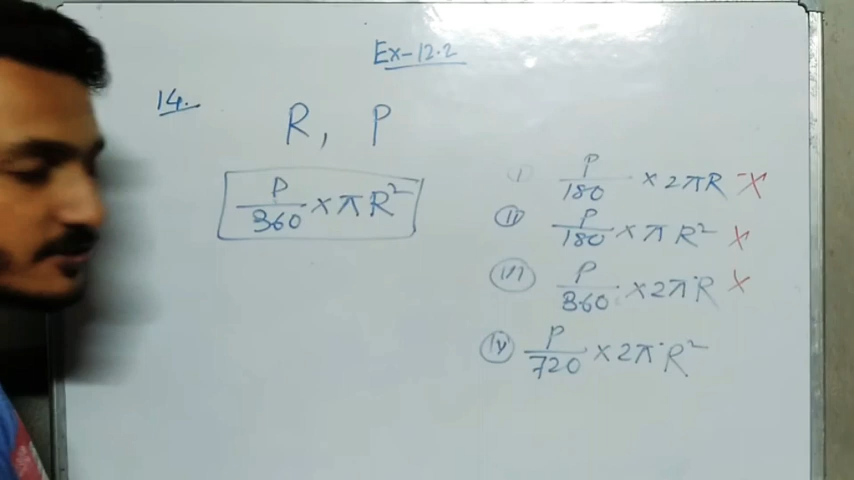 Ex-12.2
14.
R, P
P/360 × πR²
(i) P/180 × 2πR ×
(ii) P/180 × πR² ×
(iii) P/360 × 2πR ×
(iv) P/720 × 2πR²